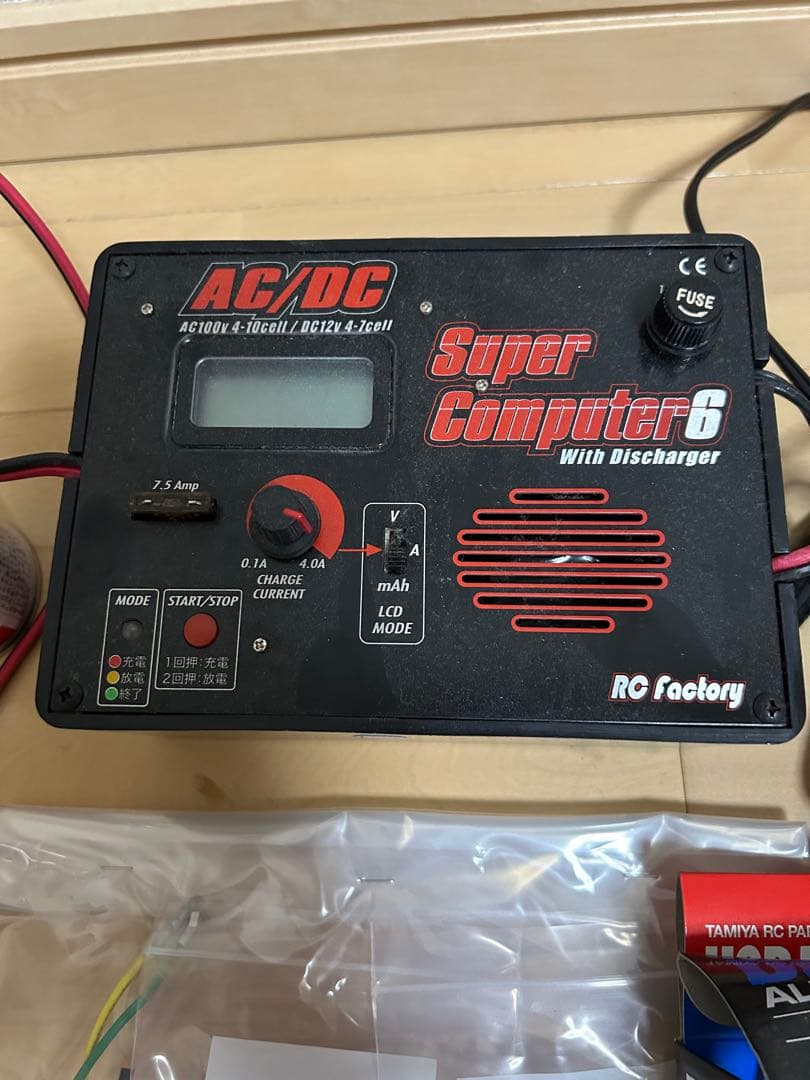 AC/DC
AC100v 4-10cell / DC12v 4-7cell
CE
FUSE
Super
Computer6
With Discharger
7.5 Amp
0.1A 4.0A
CHARGE
CURRENT
V
A
mAh
LCD
MODE
MODE
充電
放電
終了
START/STOP
1回押:充電
2回押:放電
RC Factory
TAMIYA RC PAR
AL